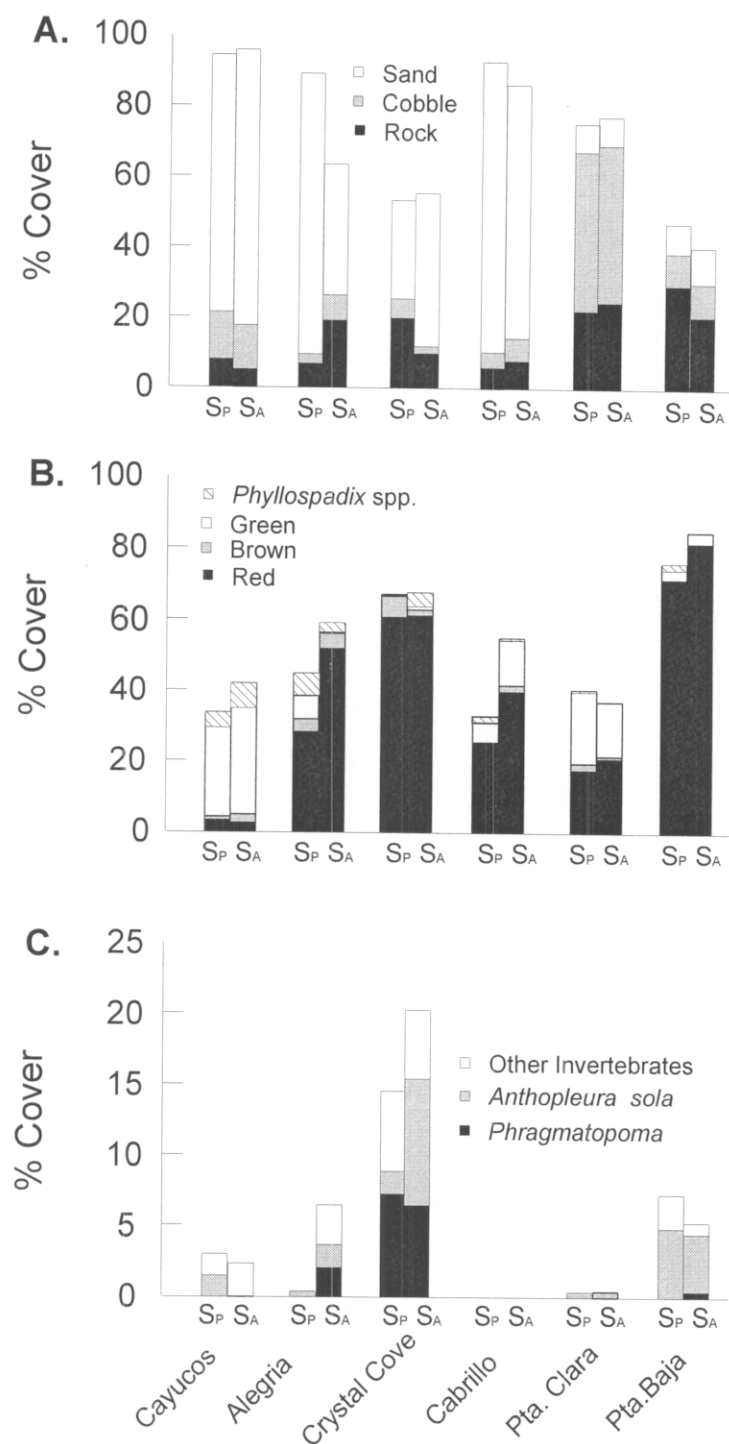 A.
100
80
60
40
20
0
% Cover
Sand
Cobble
Rock
SP SA SP SA SP SA SP SA SP SA SP SA
B.
100
80
60
40
20
0
% Cover
Phyllospadix spp.
Green
Brown
Red
SP SA SP SA SP SA SP SA SP SA SP SA
C.
25
20
15
10
5
0
% Cover
Other Invertebrates
Anthopleura sola
Phragmatopoma
SP SA SP SA SP SA SP SA SP SA SP SA
Cayucos
Alegria
Crystal Cove
Cabrillo
Pta. Clara
Pta.Baja